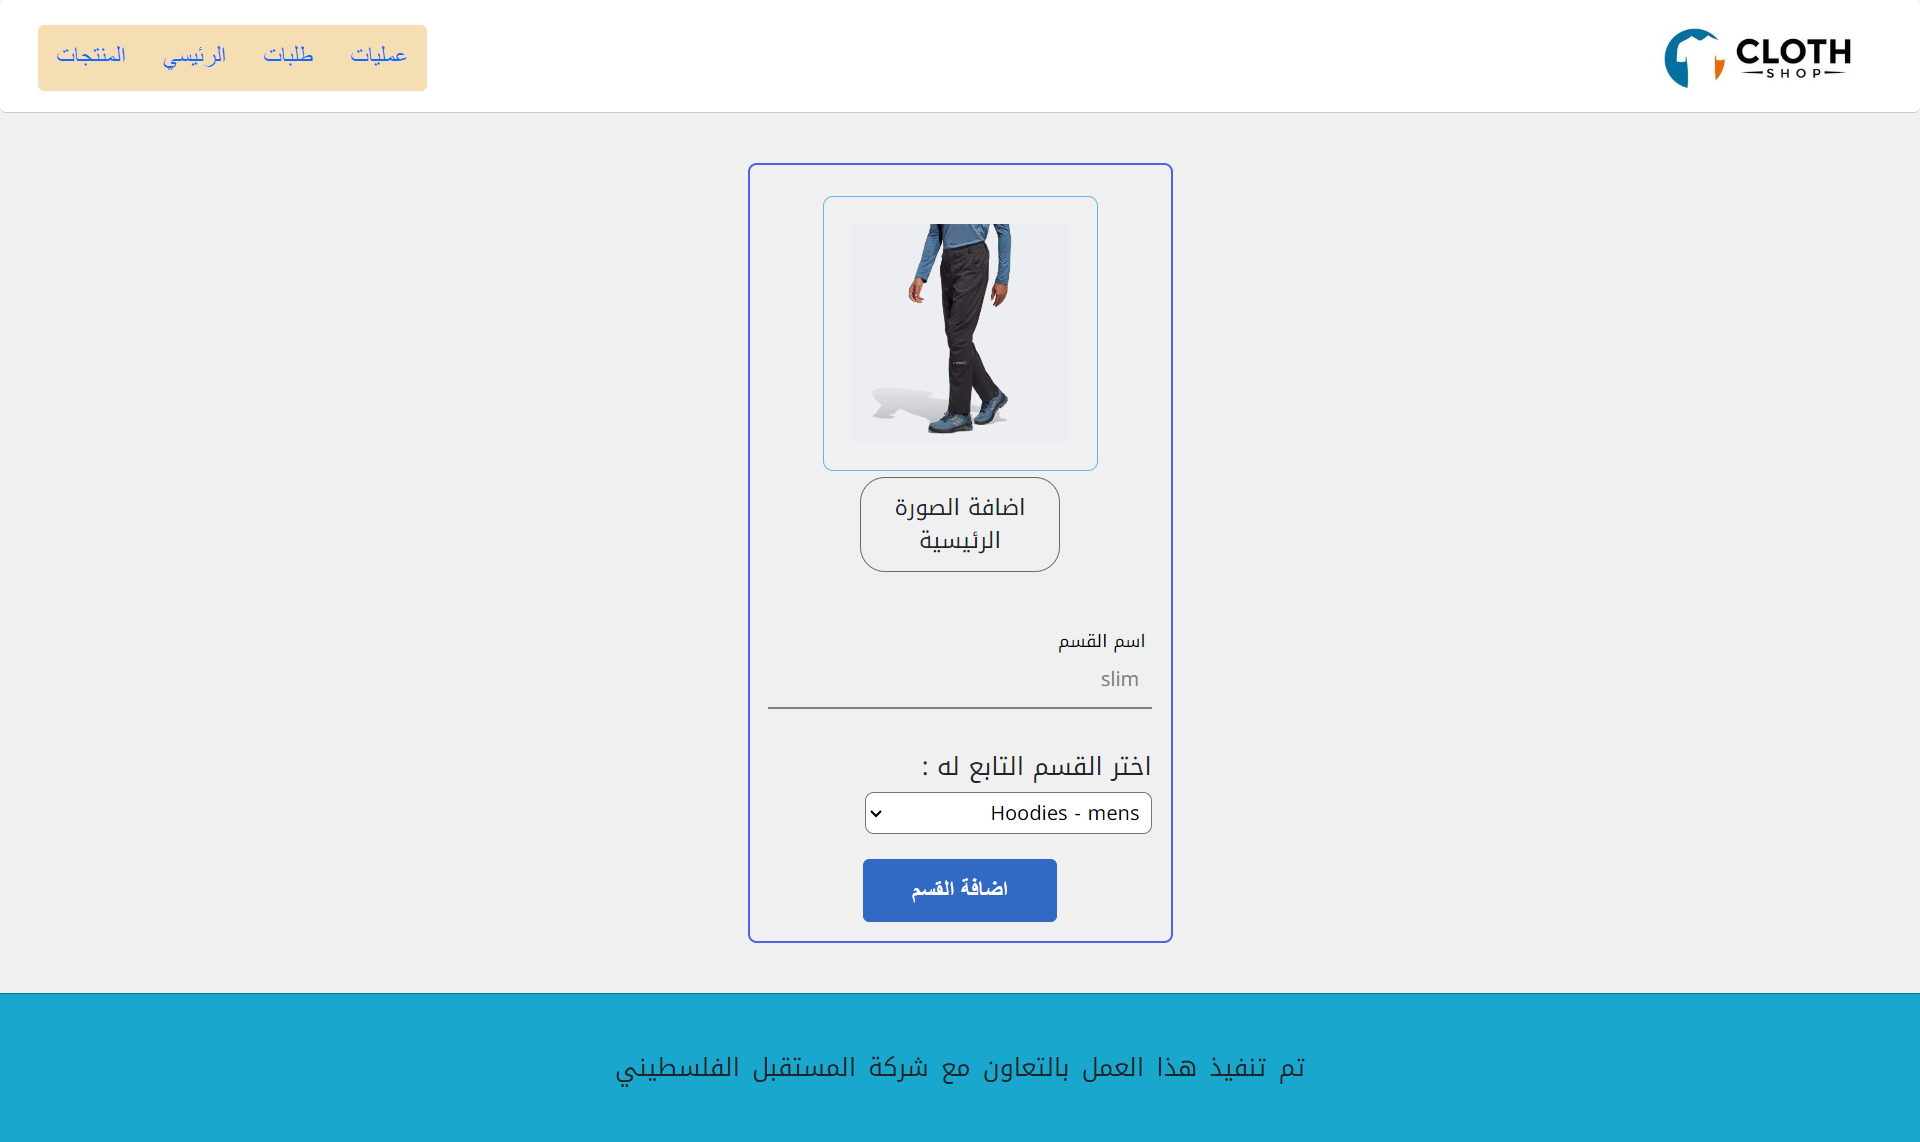 CLOTH
SHOP
عمليات
طلبات
الرئيسي
المنتجات
اضافة الصورة
الرئيسية
اسم القسم
slim
اختر القسم التابع له :
Hoodies - mens
اضافة القسم
تم تنفيذ هذا العمل بالتعاون مع شركة المستقبل الفلسطيني